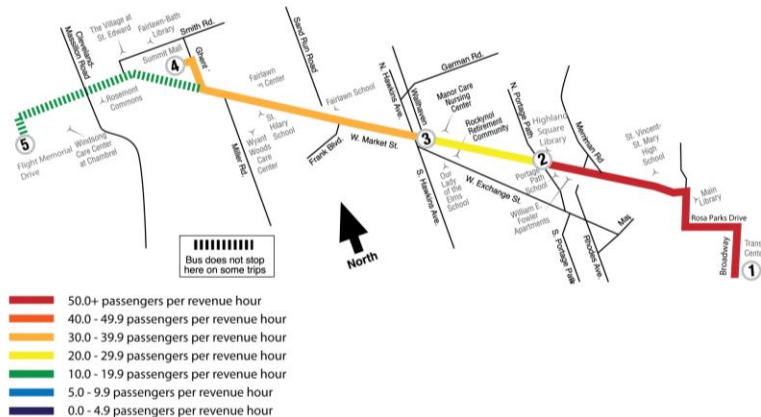 The Village at
St. Edward
Fairlawn-Bath
Library
Smith Rd.
Cleveland-
Massillon Road
Summit Mall
Ghent
4
Sand Run Road
Garman Rd.
N. Hawkins Ave.
Wallhaven
Manor Care
Nursing
Center
Rockynol
Retirement
Community
N. Portage Path
Highland
Square
Library
Merriman Rd
St. Vincent-
St. Mary
High
School
Fairlawn
n Center
Fairlawn School
Rosemont
Commons
5
Flight Memorial
Drive
Windsong
Care Center
at Chambrel
St.
Hilary
School
Wyant
Woods
Care
Center
Miller Rd.
Frank Blvd.
W. Market St.
3
2
Our
Lady
of the
Elms
School
S. Hawkins Ave.
W. Exchange St.
Portage
Path
School
William E.
Fowler
Apartments
S. Portage Path
Rhodes Ave.
Main
Library
Rosa Parks Drive
Broadway
Trans
Cente
1
North
Bus does not stop
here on some trips
50.0+ passengers per revenue hour
40.0 - 49.9 passengers per revenue hour
30.0 - 39.9 passengers per revenue hour
20.0 - 29.9 passengers per revenue hour
10.0 - 19.9 passengers per revenue hour
5.0 - 9.9 passengers per revenue hour
0.0 - 4.9 passengers per revenue hour